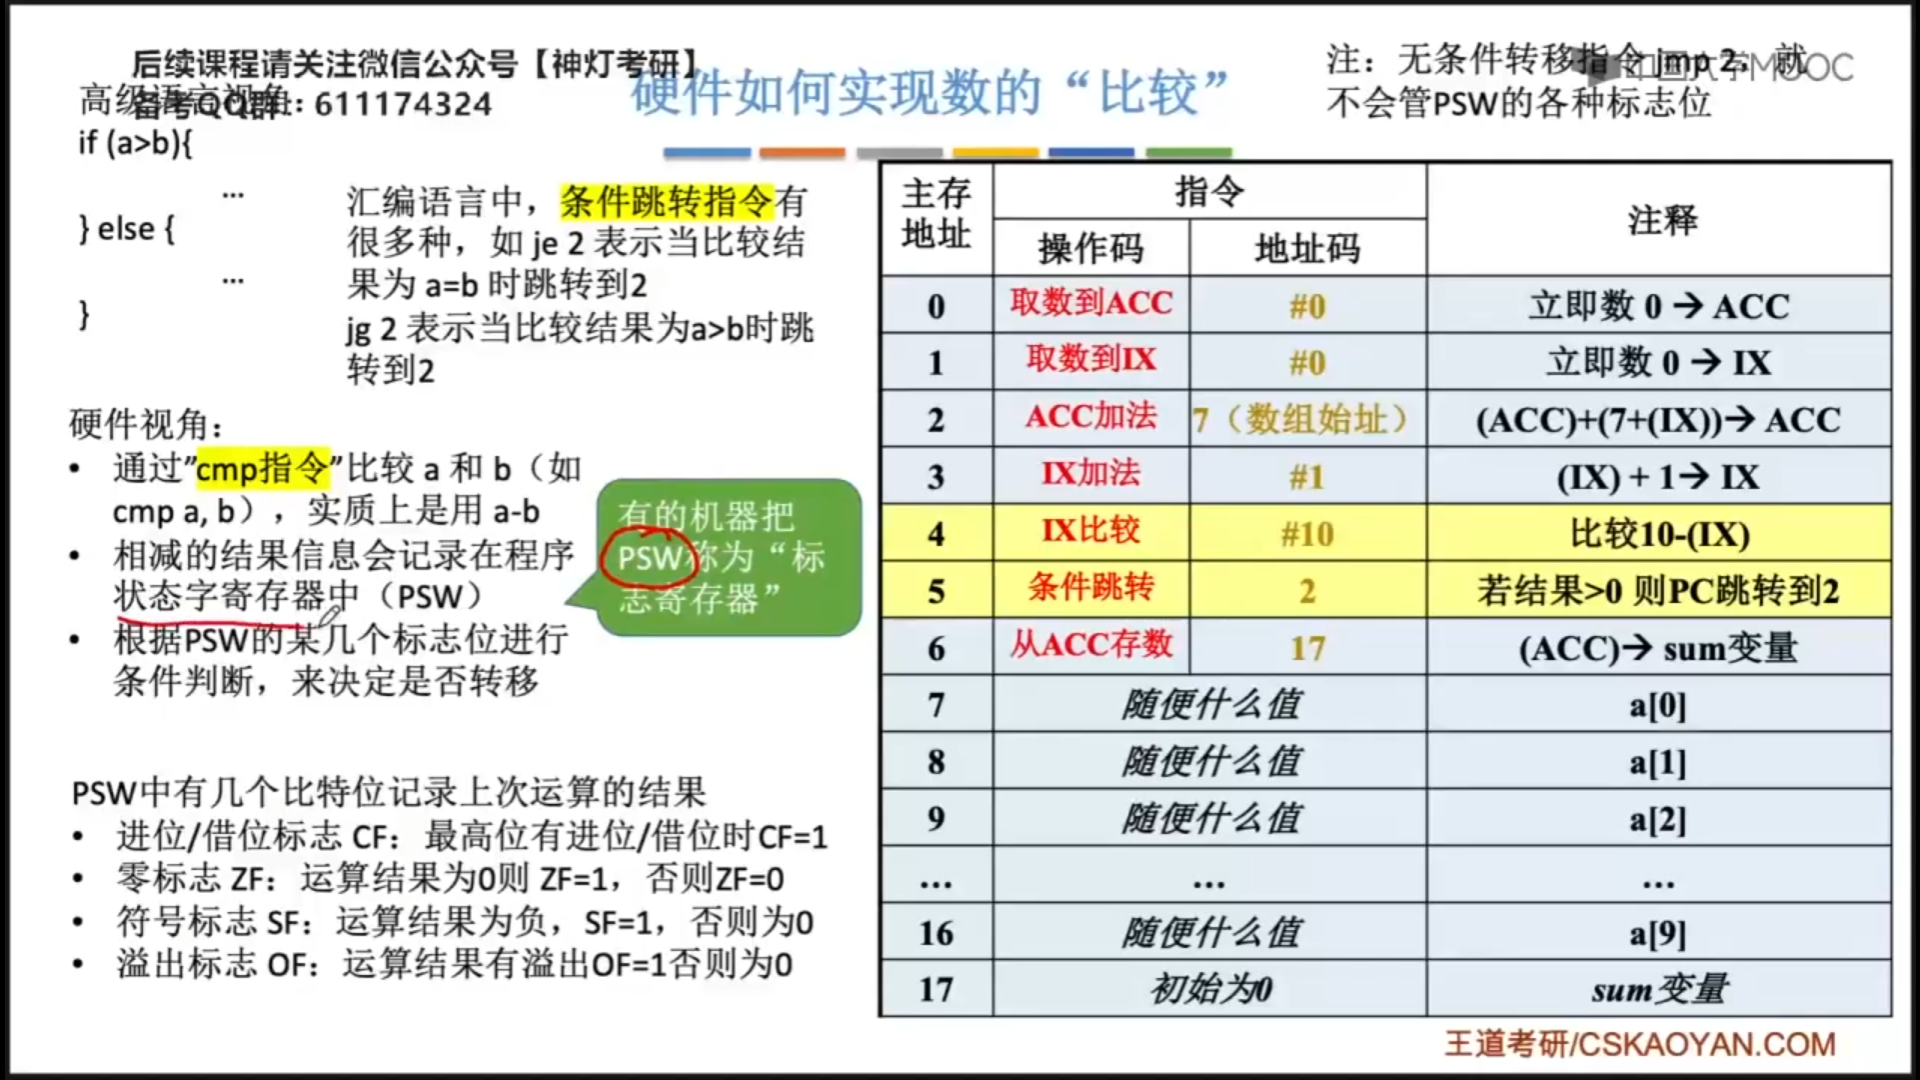 后续课程请关注微信公众号【神灯考研】
备考QQ群：611174324
高级语言视角：
硬件如何实现数的“比较”
注：无条件转移指令 jmp 2，就
不会管PSW的各种标志位
中国大学MOOC
if (a>b){
...
} else {
...
}
汇编语言中，条件跳转指令有
很多种，如 je 2 表示当比较结
果为 a=b 时跳转到2
jg 2 表示当比较结果为a>b时跳
转到2
硬件视角：
• 通过”cmp指令”比较 a 和 b（如
cmp a, b），实质上是用 a-b
• 相减的结果信息会记录在程序
状态字寄存器中（PSW）
• 根据PSW的某几个标志位进行
条件判断，来决定是否转移
有的机器把
PSW称为“标
志寄存器”
PSW中有几个比特位记录上次运算的结果
• 进位/借位标志 CF：最高位有进位/借位时CF=1
• 零标志 ZF：运算结果为0则 ZF=1，否则ZF=0
• 符号标志 SF：运算结果为负，SF=1，否则为0
• 溢出标志 OF：运算结果有溢出OF=1否则为0
主存地址 指令 注释
操作码 地址码
0 取数到ACC #0 立即数 0 → ACC
1 取数到IX #0 立即数 0 → IX
2 ACC加法 7（数组始址） (ACC)+(7+(IX))→ ACC
3 IX加法 #1 (IX) + 1→ IX
4 IX比较 #10 比较10-(IX)
5 条件跳转 2 若结果>0 则PC跳转到2
6 从ACC存数 17 (ACC)→ sum变量
7 随便什么值 a[0]
8 随便什么值 a[1]
9 随便什么值 a[2]
... ... ...
16 随便什么值 a[9]
17 初始为0 sum变量
王道考研/CSKAOYAN.COM